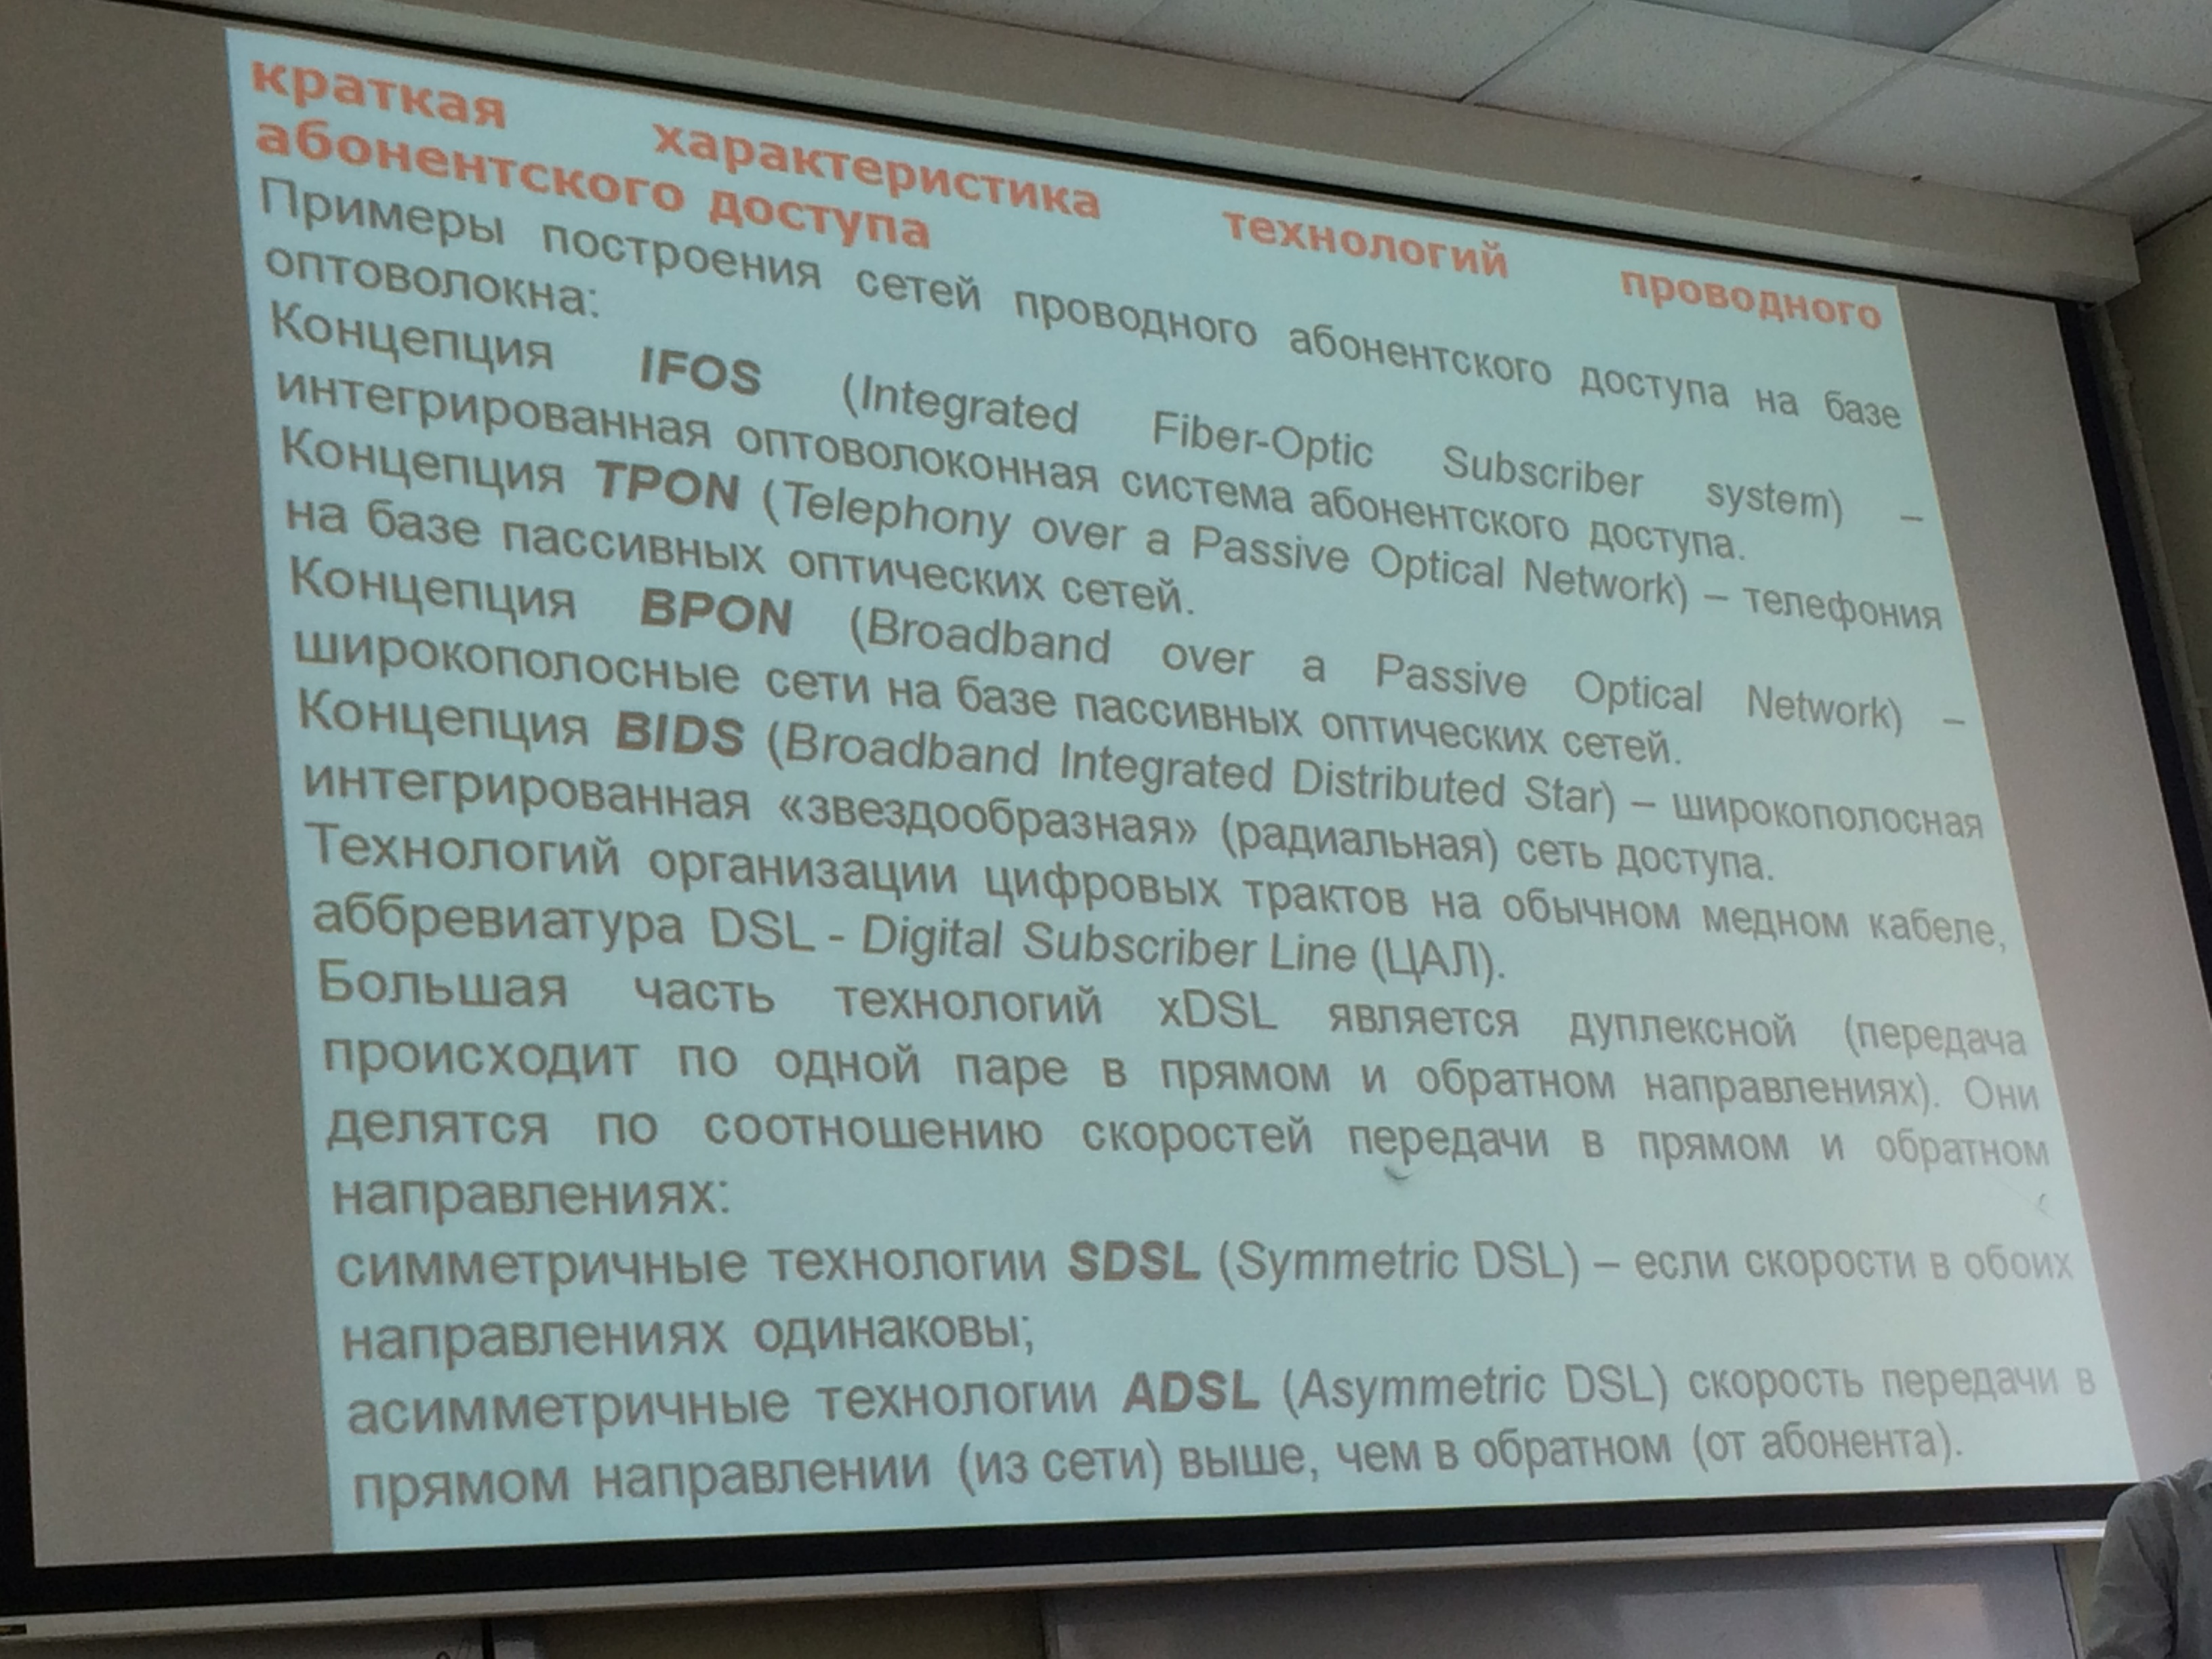 краткая характеристика технологий проводного
абонентского доступа
Примеры построения сетей проводного абонентского доступа на базе
оптоволокна:
Концепция IFOS (Integrated Fiber-Optic Subscriber system) –
интегрированная оптоволоконная система абонентского доступа.
Концепция TPON (Telephony over a Passive Optical Network) – телефония
на базе пассивных оптических сетей.
Концепция BPON (Broadband over a Passive Optical Network) –
широкополосные сети на базе пассивных оптических сетей.
Концепция BIDS (Broadband Integrated Distributed Star) – широкополосная
интегрированная «звездообразная» (радиальная) сеть доступа.
Технологий организации цифровых трактов на обычном медном кабеле,
аббревиатура DSL - Digital Subscriber Line (ЦАЛ).
Большая часть технологий xDSL является дуплексной (передача
происходит по одной паре в прямом и обратном направлениях). Они
делятся по соотношению скоростей передачи в прямом и обратном
направлениях:
симметричные технологии SDSL (Symmetric DSL) – если скорости в обоих
направлениях одинаковы;
асимметричные технологии ADSL (Asymmetric DSL) скорость передачи в
прямом направлении (из сети) выше, чем в обратном (от абонента).